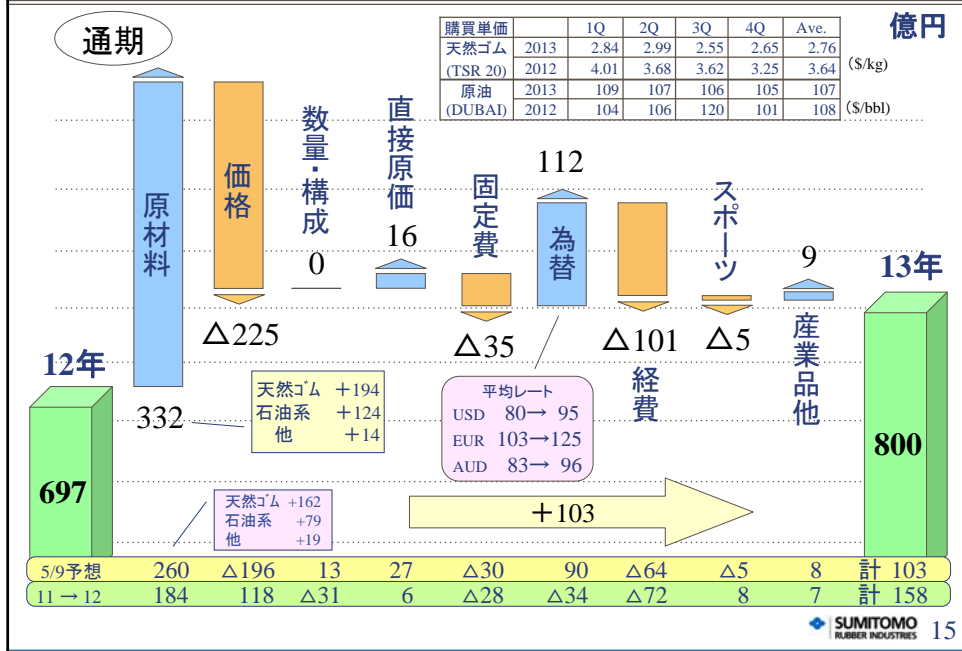 通期
億円
購買単価 1Q 2Q 3Q 4Q Ave.
天然ゴム 2013 2.84 2.99 2.55 2.65 2.76
(TSR 20) 2012 4.01 3.68 3.62 3.25 3.64
($/kg)
原油 2013 109 107 106 105 107
(DUBAI) 2012 104 106 120 101 108
($/bbl)
12年
697
原材料
332
価格
△225
数量・構成
0
直接原価
16
固定費
△35
為替
112
△101
経費
スポーツ
△5
9
産業品他
13年
800
天然ゴム +194
石油系 +124
他 +14
平均レート
USD 80→ 95
EUR 103→125
AUD 83→ 96
天然ゴム +162
石油系 +79
他 +19
+103
5/9予想 260 △196 13 27 △30 90 △64 △5 8 計 103
11 → 12 184 118 △31 6 △28 △34 △72 8 7 計 158
SUMITOMO
RUBBER INDUSTRIES
15